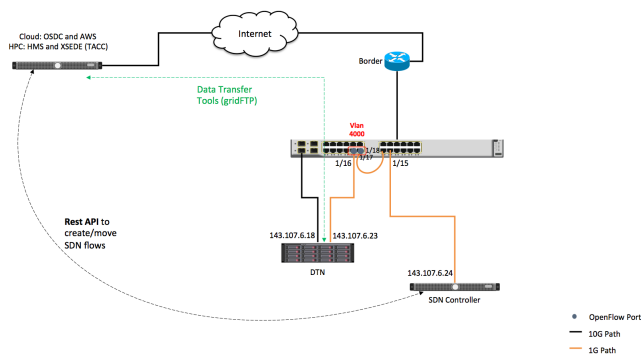 Cloud: OSDC and AWS
HPC: HMS and XSEDE (TACC)
Internet
Border
Data Transfer
Tools (gridFTP)
Vlan
4000
1/18
1/17
1/16
1/15
Rest API to
create/move
SDN flows
143.107.6.18
143.107.6.23
DTN
143.107.6.24
SDN Controller
OpenFlow Port
10G Path
1G Path